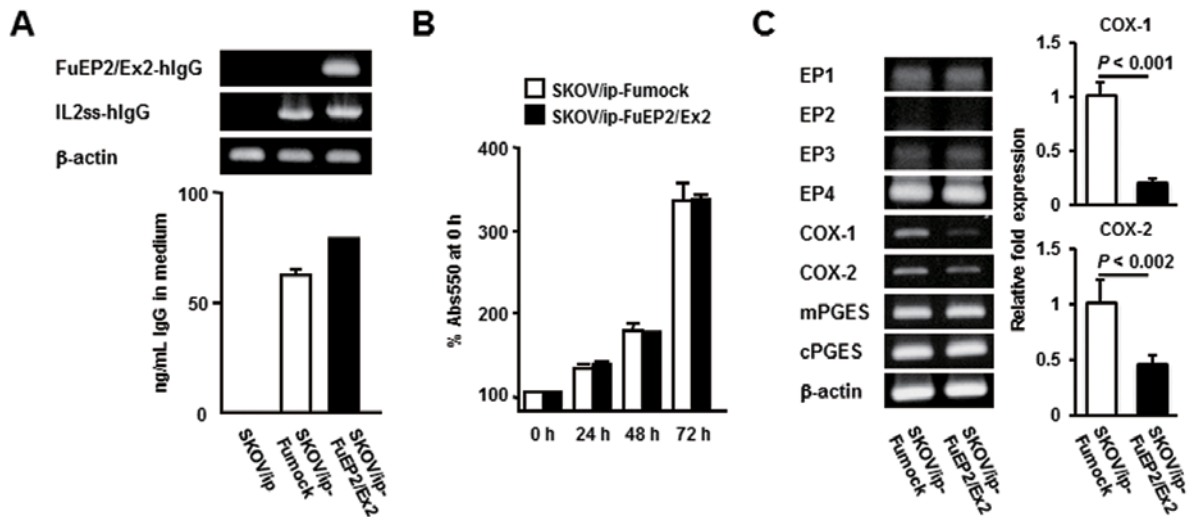 A
FuEP2/Ex2-hIgG
IL2ss-hIgG
β-actin
ng/mL IgG in medium
100
50
0
SKOV/ip
SKOV/ip-
Fumock
SKOV/ip-
FuEP2/Ex2
B
SKOV/ip-Fumock
SKOV/ip-FuEP2/Ex2
% Abs550 at 0 h
400
300
200
100
0 h 24 h 48 h 72 h
C
EP1
EP2
EP3
EP4
COX-1
COX-2
mPGES
cPGES
β-actin
SKOV/ip-
Fumock
SKOV/ip-
FuEP2/Ex2
Relative fold expression
COX-1
1.5
P < 0.001
1
0.5
0
COX-2
1.5
P < 0.002
1
0.5
0
SKOV/ip-
Fumock
SKOV/ip-
FuEP2/Ex2